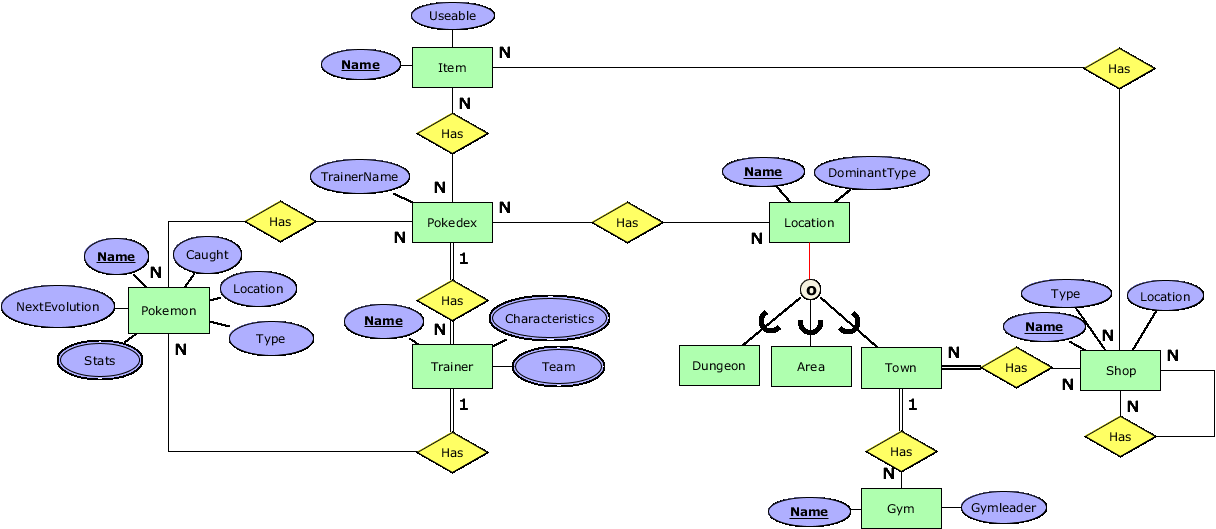 Useable
N
Name
Item
Has
N
Has
TrainerName
N
Name
DominantType
N
Has
Pokedex
Has
Location
N
N
1
Name
Caught
N
NextEvolution
Pokemon
Location
Type
Stats
N
Has
N
Name
Characteristics
Trainer
Team
1
Has
o
Dungeon
Area
Town
N
Has
N
Type
Location
Name
N
N
Shop
N
Has
1
Has
N
Name
Gym
Gymleader